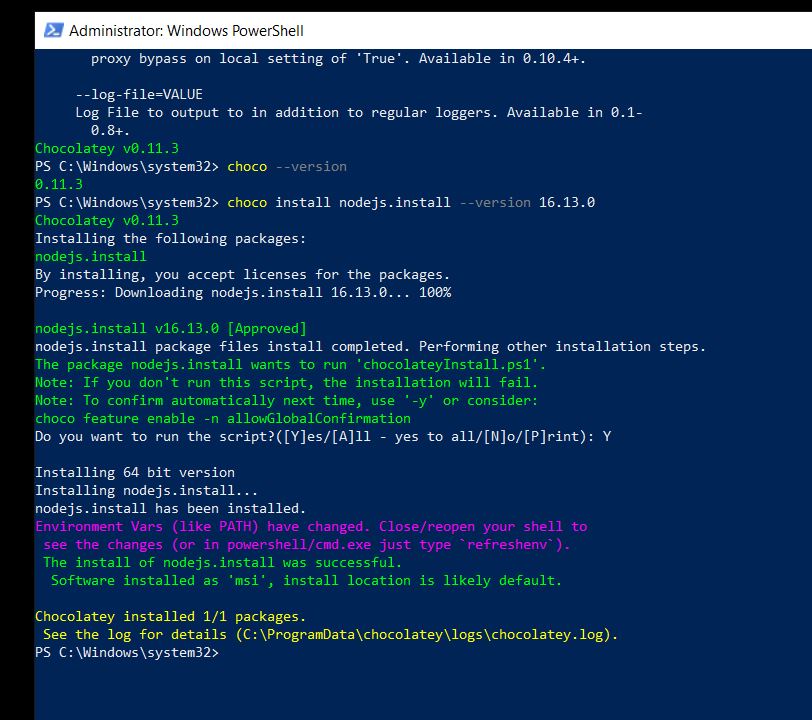 Administrator: Windows PowerShell
proxy bypass on local setting of 'True'. Available in 0.10.4+.
--log-file=VALUE
Log File to output to in addition to regular loggers. Available in 0.1-
0.8+.
Chocolatey v0.11.3
PS C:\Windows\system32> choco --version
0.11.3
PS C:\Windows\system32> choco install nodejs.install --version 16.13.0
Chocolatey v0.11.3
Installing the following packages:
nodejs.install
By installing, you accept licenses for the packages.
Progress: Downloading nodejs.install 16.13.0... 100%
nodejs.install v16.13.0 [Approved]
nodejs.install package files install completed. Performing other installation steps.
The package nodejs.install wants to run 'chocolateyInstall.ps1'.
Note: If you don't run this script, the installation will fail.
Note: To confirm automatically next time, use '-y' or consider:
choco feature enable -n allowGlobalConfirmation
Do you want to run the script?([Y]es/[A]ll - yes to all/[N]o/[P]rint): Y
Installing 64 bit version
Installing nodejs.install...
nodejs.install has been installed.
Environment Vars (like PATH) have changed. Close/reopen your shell to
see the changes (or in powershell/cmd.exe just type `refreshenv`).
The install of nodejs.install was successful.
Software installed as 'msi', install location is likely default.
Chocolatey installed 1/1 packages.
See the log for details (C:\ProgramData\chocolatey\logs\chocolatey.log).
PS C:\Windows\system32>